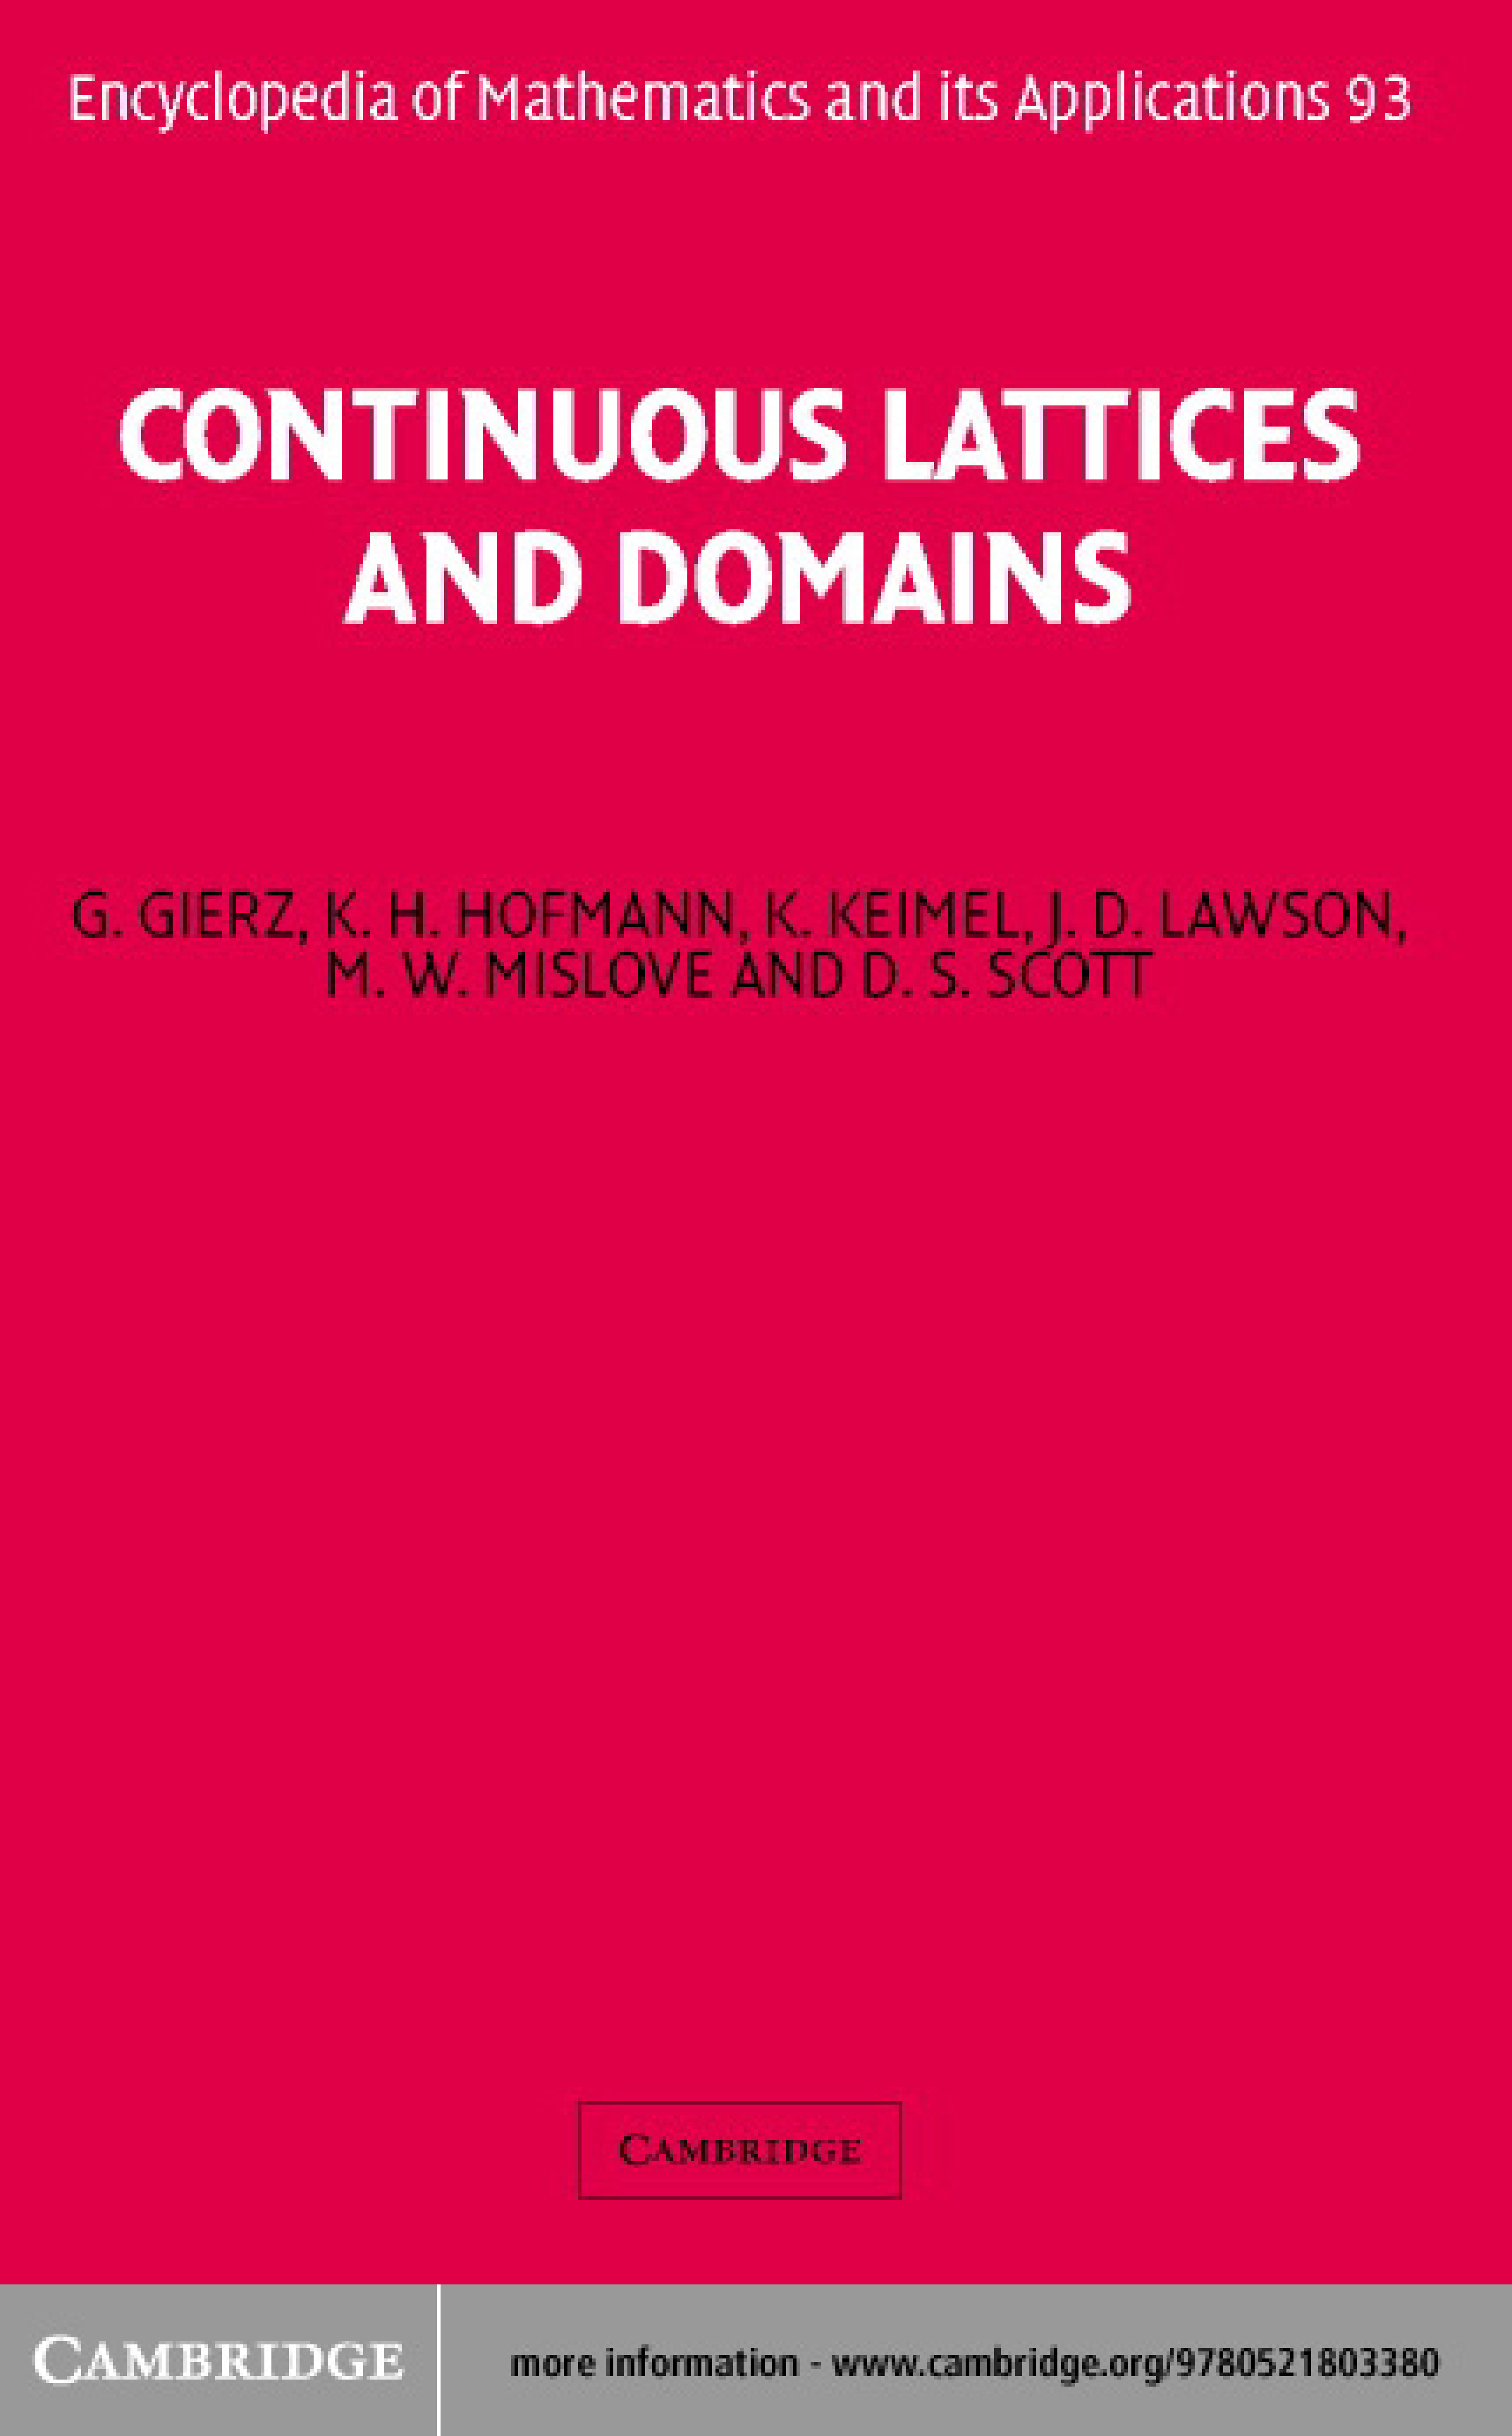 Encyclopedia of Mathematics and its Applications 93
CONTINUOUS LATTICES
AND DOMAINS
G. GIERZ, K. H. HOFMANN, K. KEIMEL, J. D. LAWSON,
M. W. MISLOVE AND D. S. SCOTT
CAMBRIDGE
CAMBRIDGE
more information - www.cambridge.org/9780521803380